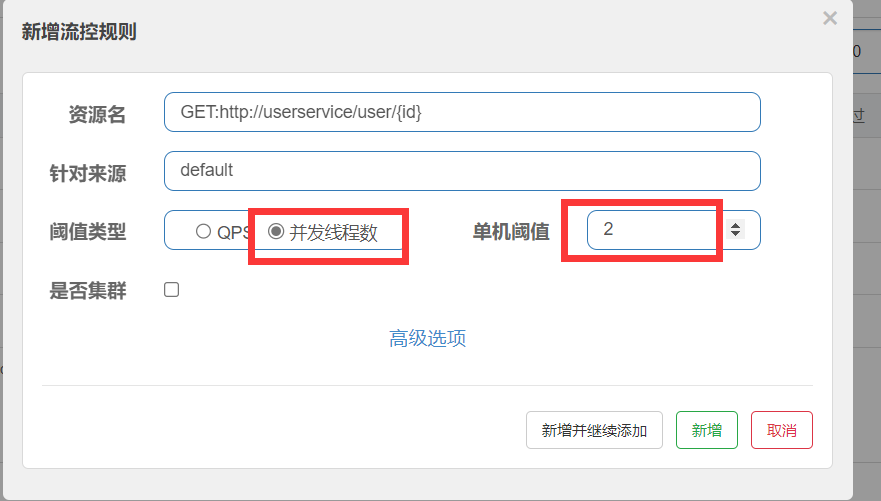 新增流控规则
×
0
资源名 GET:http://userservice/user/{id}
过
针对来源 default
阈值类型 QPS 并发线程数 单机阈值 2
是否集群
高级选项
新增并继续添加 新增 取消